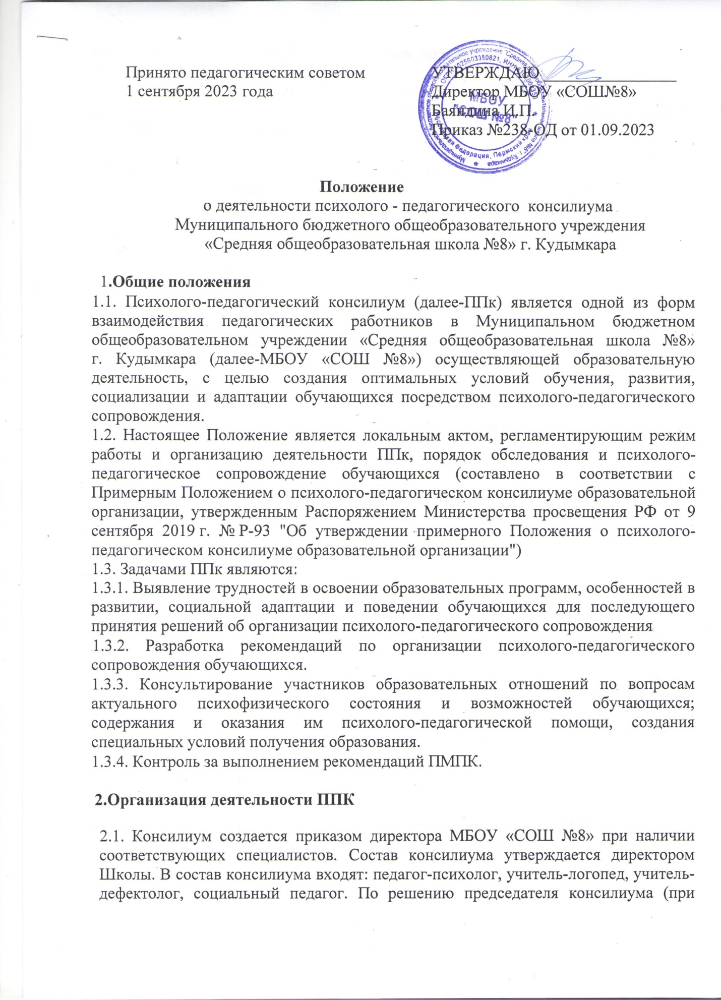 Принято педагогическим советом
1 сентября 2023 года
УТВЕРЖДАЮ ________________
Директор МБОУ «СОШ№8»
Баяндина И.П.
Приказ №238-ОД от 01.09.2023
МБОУ
"СОШ №8"
Российская Федерация, Пермский край
Положение
о деятельности психолого - педагогического консилиума
Муниципального бюджетного общеобразовательного учреждения
«Средняя общеобразовательная школа №8» г. Кудымкара
1.Общие положения
1.1. Психолого-педагогический консилиум (далее-ППк) является одной из форм
взаимодействия педагогических работников в Муниципальном бюджетном
общеобразовательном учреждении «Средняя общеобразовательная школа №8»
г. Кудымкара (далее-МБОУ «СОШ №8») осуществляющей образовательную
деятельность, с целью создания оптимальных условий обучения, развития,
социализации и адаптации обучающихся посредством психолого-педагогического
сопровождения.
1.2. Настоящее Положение является локальным актом, регламентирующим режим
работы и организацию деятельности ППк, порядок обследования и психолого-
педагогическое сопровождение обучающихся (составлено в соответствии с
Примерным Положением о психолого-педагогическом консилиуме образовательной
организации, утвержденным Распоряжением Министерства просвещения РФ от 9
сентября 2019 г. № Р-93 "Об утверждении примерного Положения о психолого-
педагогическом консилиуме образовательной организации")
1.3. Задачами ППк являются:
1.3.1. Выявление трудностей в освоении образовательных программ, особенностей в
развитии, социальной адаптации и поведении обучающихся для последующего
принятия решений об организации психолого-педагогического сопровождения
1.3.2. Разработка рекомендаций по организации психолого-педагогического
сопровождения обучающихся.
1.3.3. Консультирование участников образовательных отношений по вопросам
актуального психофизического состояния и возможностей обучающихся;
содержания и оказания им психолого-педагогической помощи, создания
специальных условий получения образования.
1.3.4. Контроль за выполнением рекомендаций ПМПК.
2.Организация деятельности ППК
2.1. Консилиум создается приказом директора МБОУ «СОШ №8» при наличии
соответствующих специалистов. Состав консилиума утверждается директором
Школы. В состав консилиума входят: педагог-психолог, учитель-логопед, учитель-
дефектолог, социальный педагог. По решению председателя консилиума (при